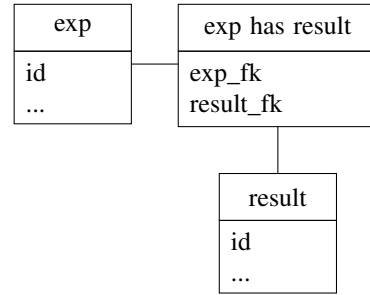 exp
id
...
exp has result
exp_fk
result_fk
result
id
...